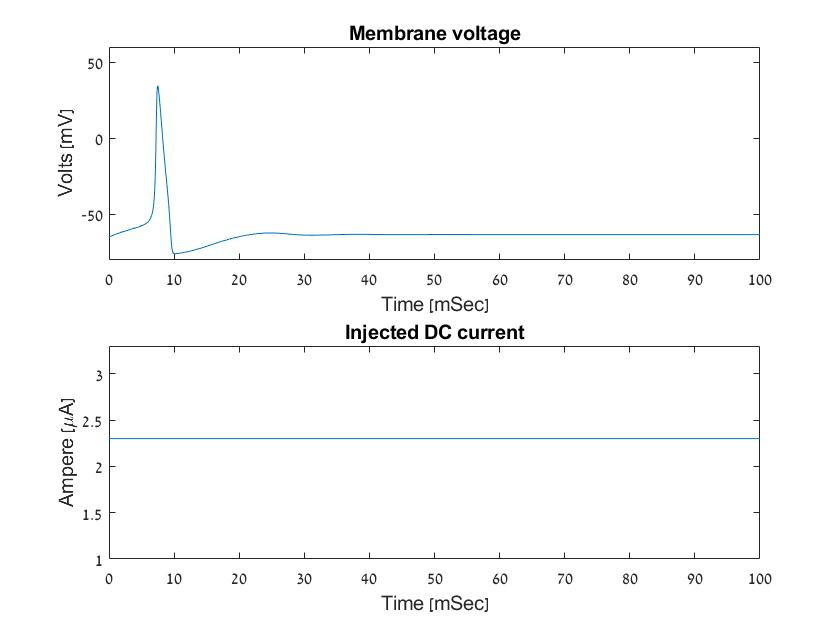 Membrane voltage
50
0
-50
Volts [mV]
0 10 20 30 40 50 60 70 80 90 100
Time [mSec]
Injected DC current
3
2.5
2
1.5
1
Ampere [μA]
0 10 20 30 40 50 60 70 80 90 100
Time [mSec]